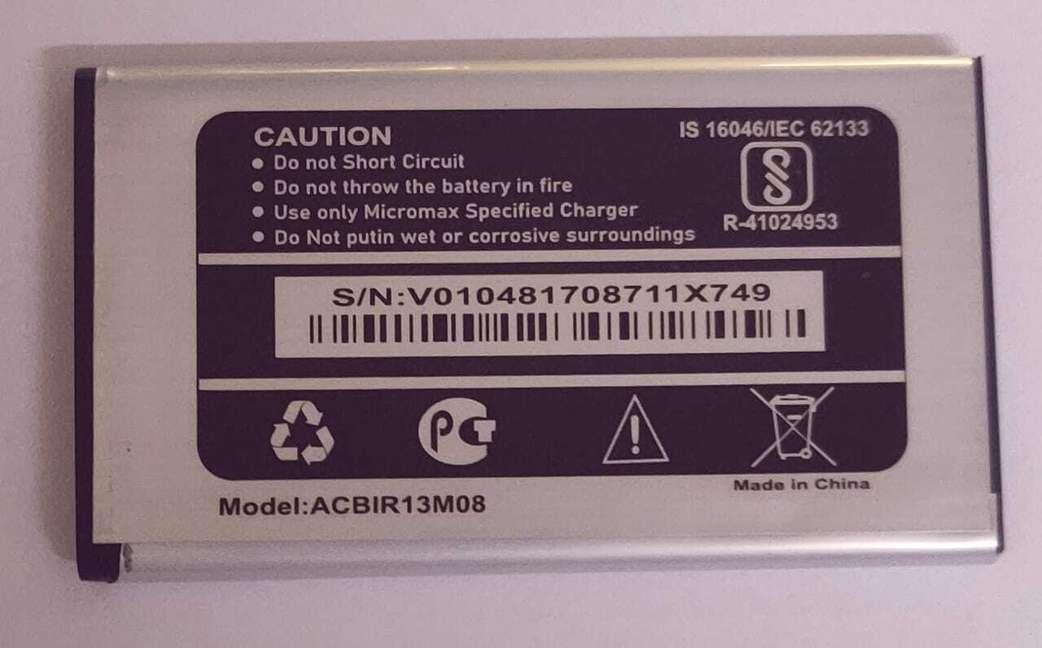 CAUTION
• Do not Short Circuit
• Do not throw the battery in fire
• Use only Micromax Specified Charger
• Do Not putin wet or corrosive surroundings
IS 16046/IEC 62133
R-41024953
S/N:V010481708711X749
Model:ACBIR13M08
Made in China